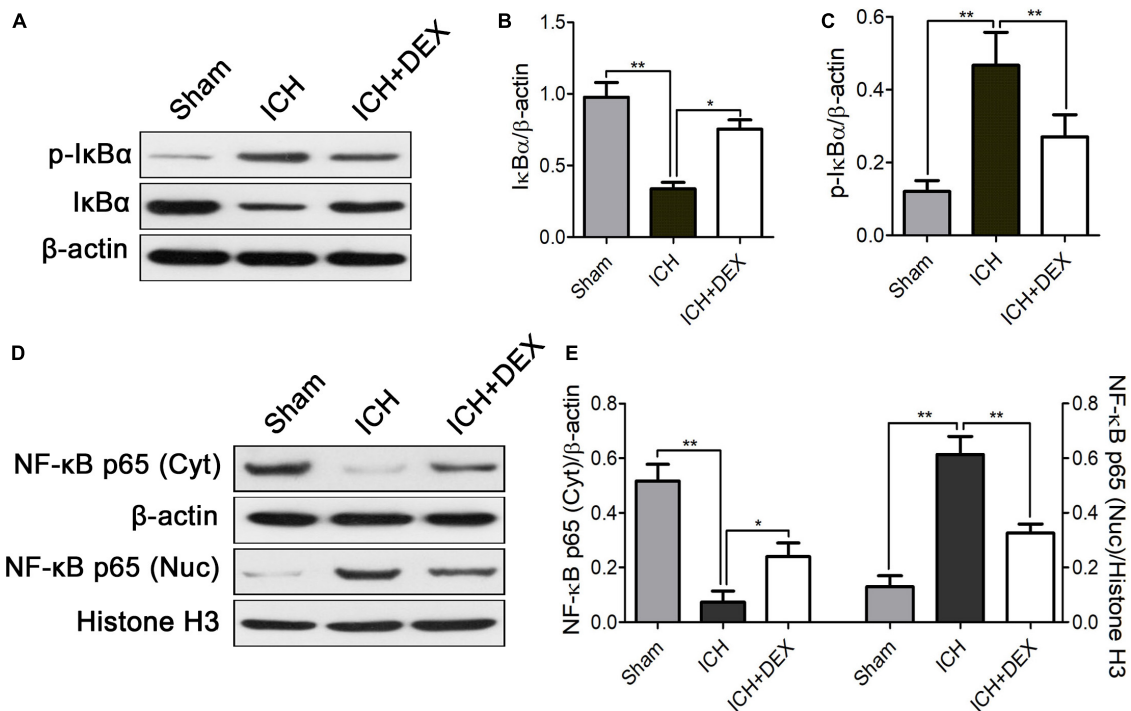 A
Sham
ICH
ICH+DEX
p-IκBα
IκBα
β-actin
B
IκBα/β-actin
1.5
1.0
0.5
0.0
**
*
Sham
ICH
ICH+DEX
C
p-IκBα/β-actin
0.6
0.4
0.2
0.0
**
**
Sham
ICH
ICH+DEX
D
Sham
ICH
ICH+DEX
NF-κB p65 (Cyt)
β-actin
NF-κB p65 (Nuc)
Histone H3
E
NF-κB p65 (Cyt)/β-actin
0.8
0.6
0.4
0.2
0.0
**
*
**
**
Sham
ICH
ICH+DEX
Sham
ICH
ICH+DEX
0.8
0.6
0.4
0.2
0.0
NF-κB p65 (Nuc)/Histone H3